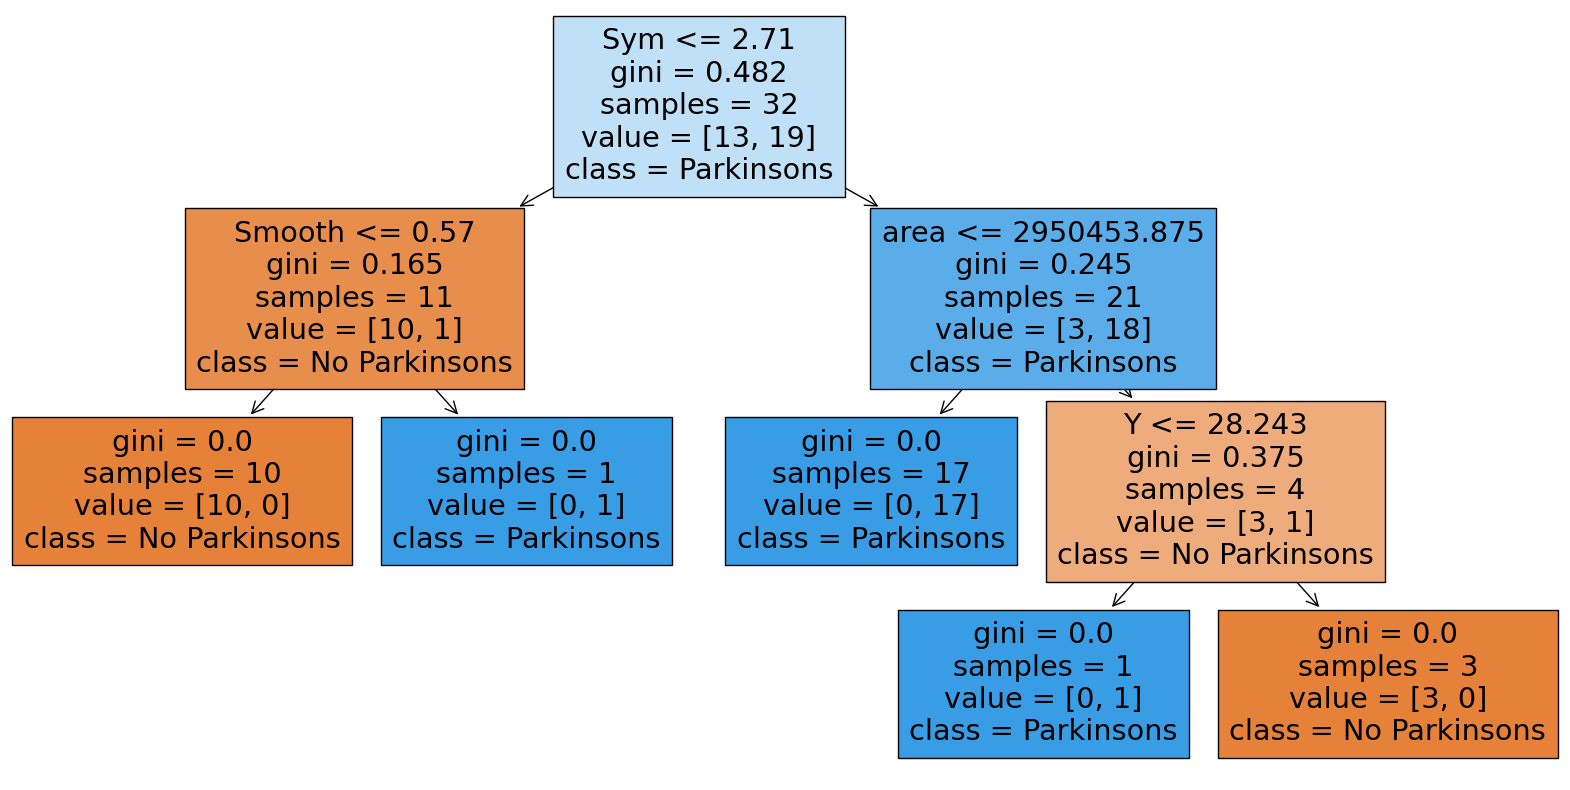 Sym <= 2.71
gini = 0.482
samples = 32
value = [13, 19]
class = Parkinsons
Smooth <= 0.57
gini = 0.165
samples = 11
value = [10, 1]
class = No Parkinsons
area <= 2950453.875
gini = 0.245
samples = 21
value = [3, 18]
class = Parkinsons
gini = 0.0
samples = 10
value = [10, 0]
class = No Parkinsons
gini = 0.0
samples = 1
value = [0, 1]
class = Parkinsons
gini = 0.0
samples = 17
value = [0, 17]
class = Parkinsons
Y <= 28.243
gini = 0.375
samples = 4
value = [3, 1]
class = No Parkinsons
gini = 0.0
samples = 1
value = [0, 1]
class = Parkinsons
gini = 0.0
samples = 3
value = [3, 0]
class = No Parkinsons